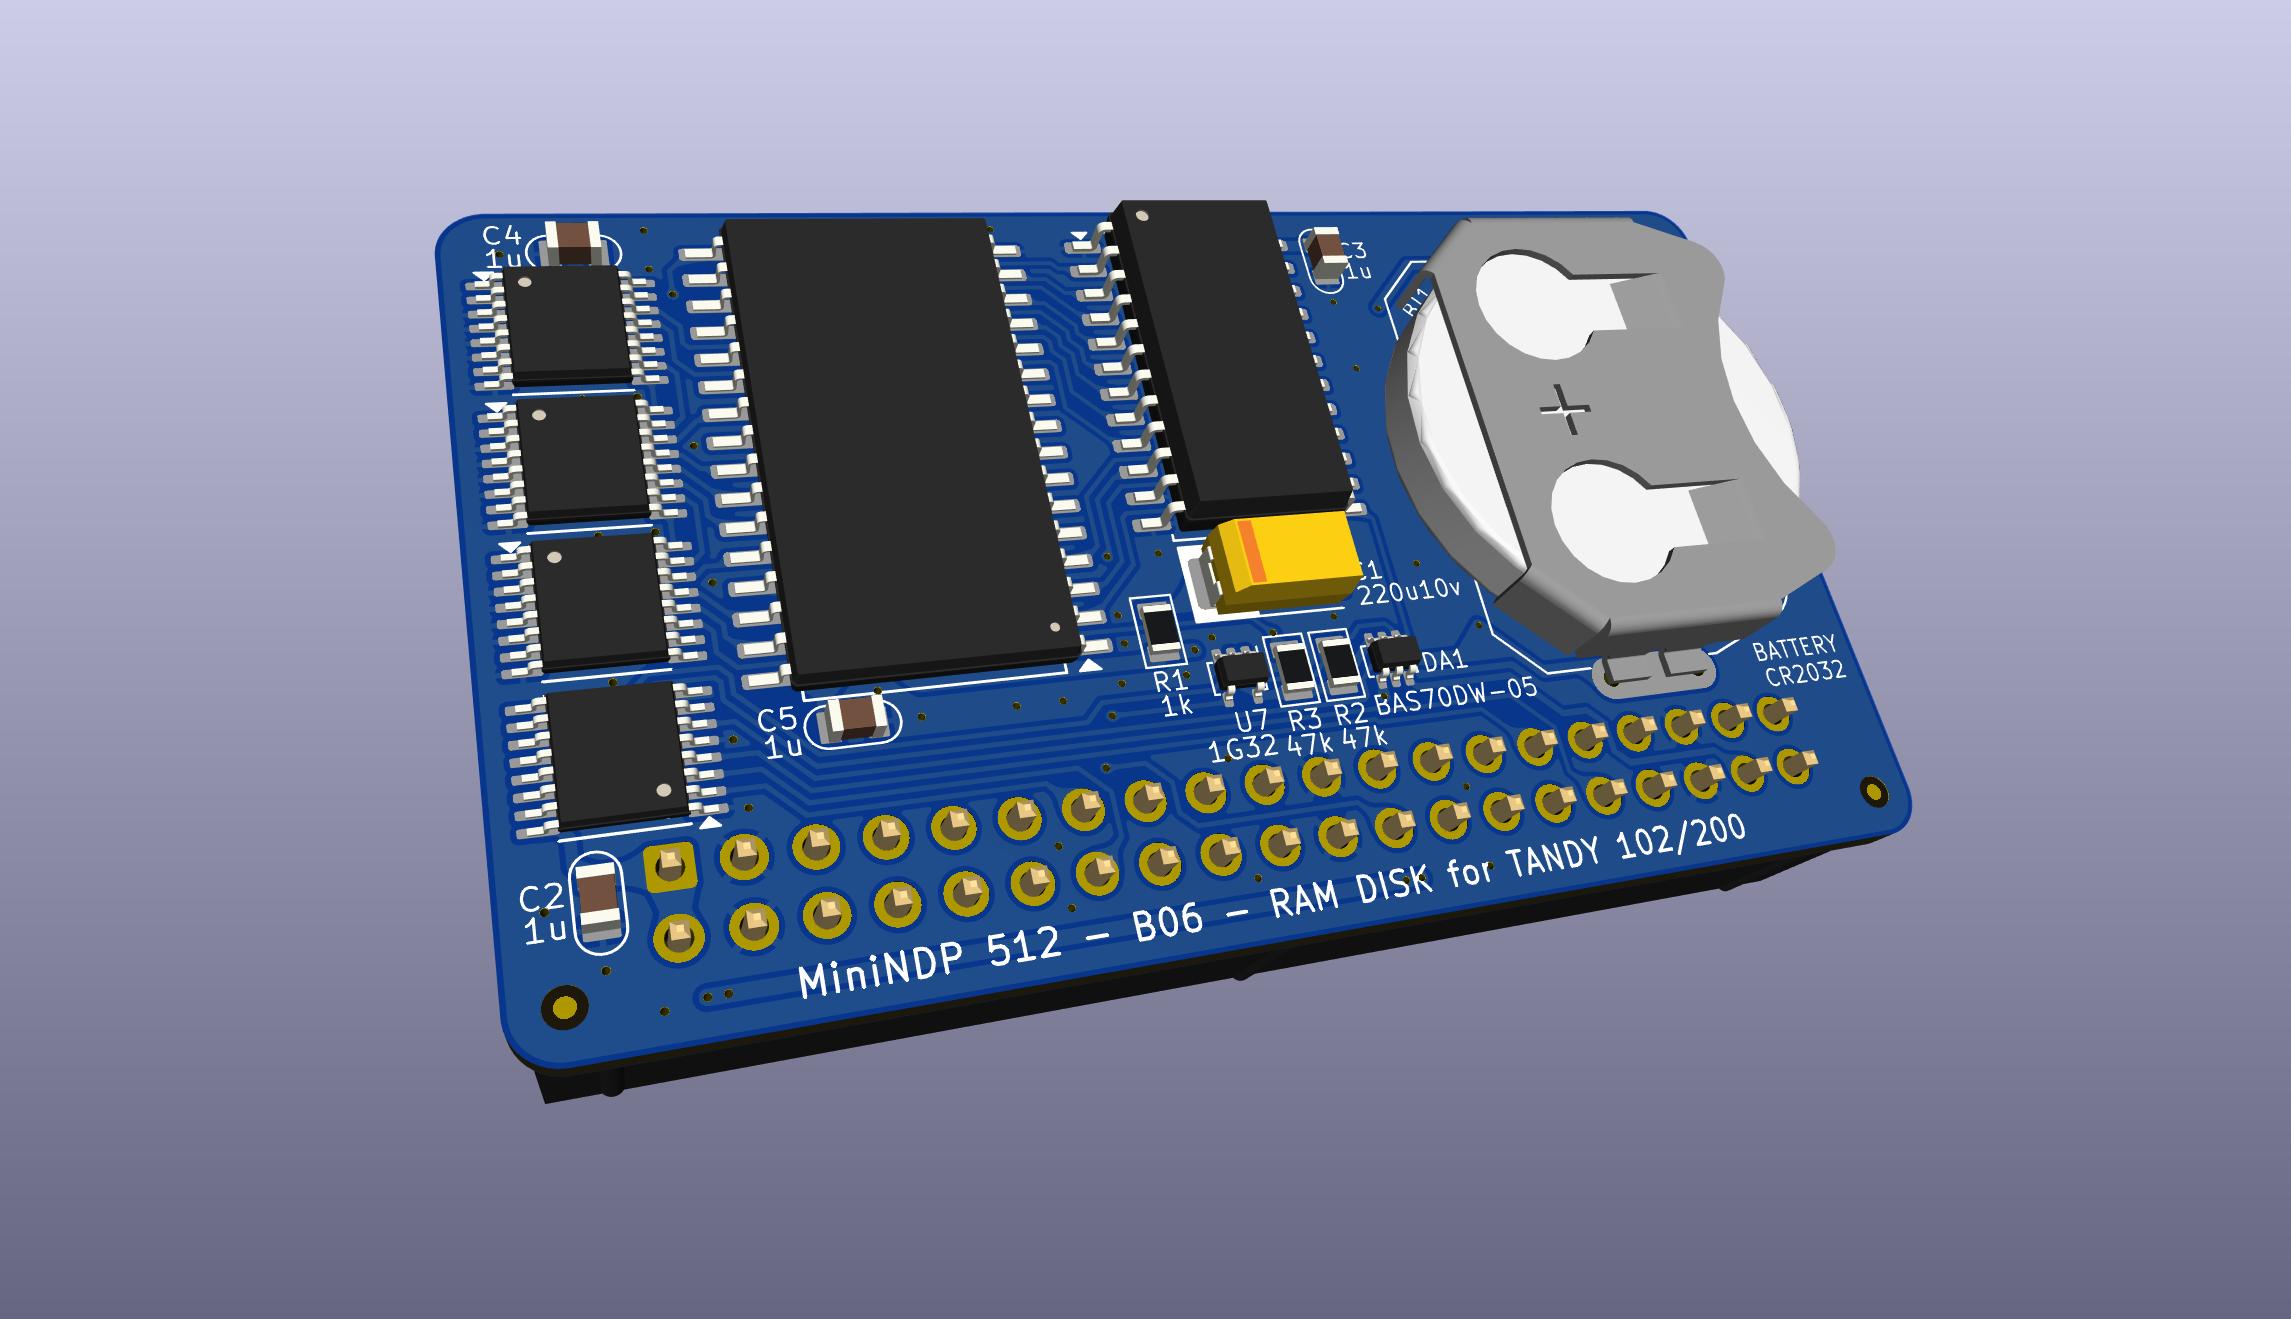 C4
1u
C3
1u
BT1
C1
220u10v
R1
1k
U7
1G32
R3
47k
R2
47k
DA1
BAS70DW-05
BATTERY
CR2032
C5
1u
C2
1u
MiniNDP 512 - B06 - RAM DISK for TANDY 102/200